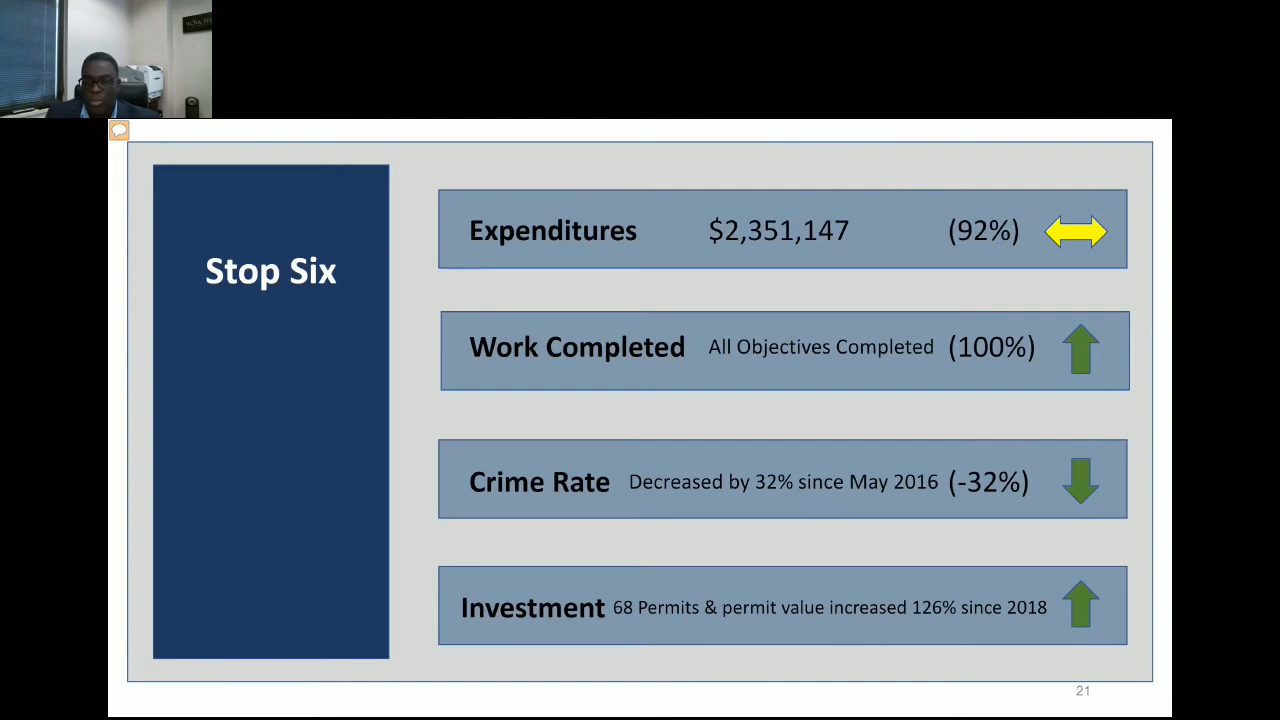 Stop Six
Expenditures $2,351,147 (92%)
Work Completed All Objectives Completed (100%)
Crime Rate Decreased by 32% since May 2016 (-32%)
Investment 68 Permits & permit value increased 126% since 2018
21